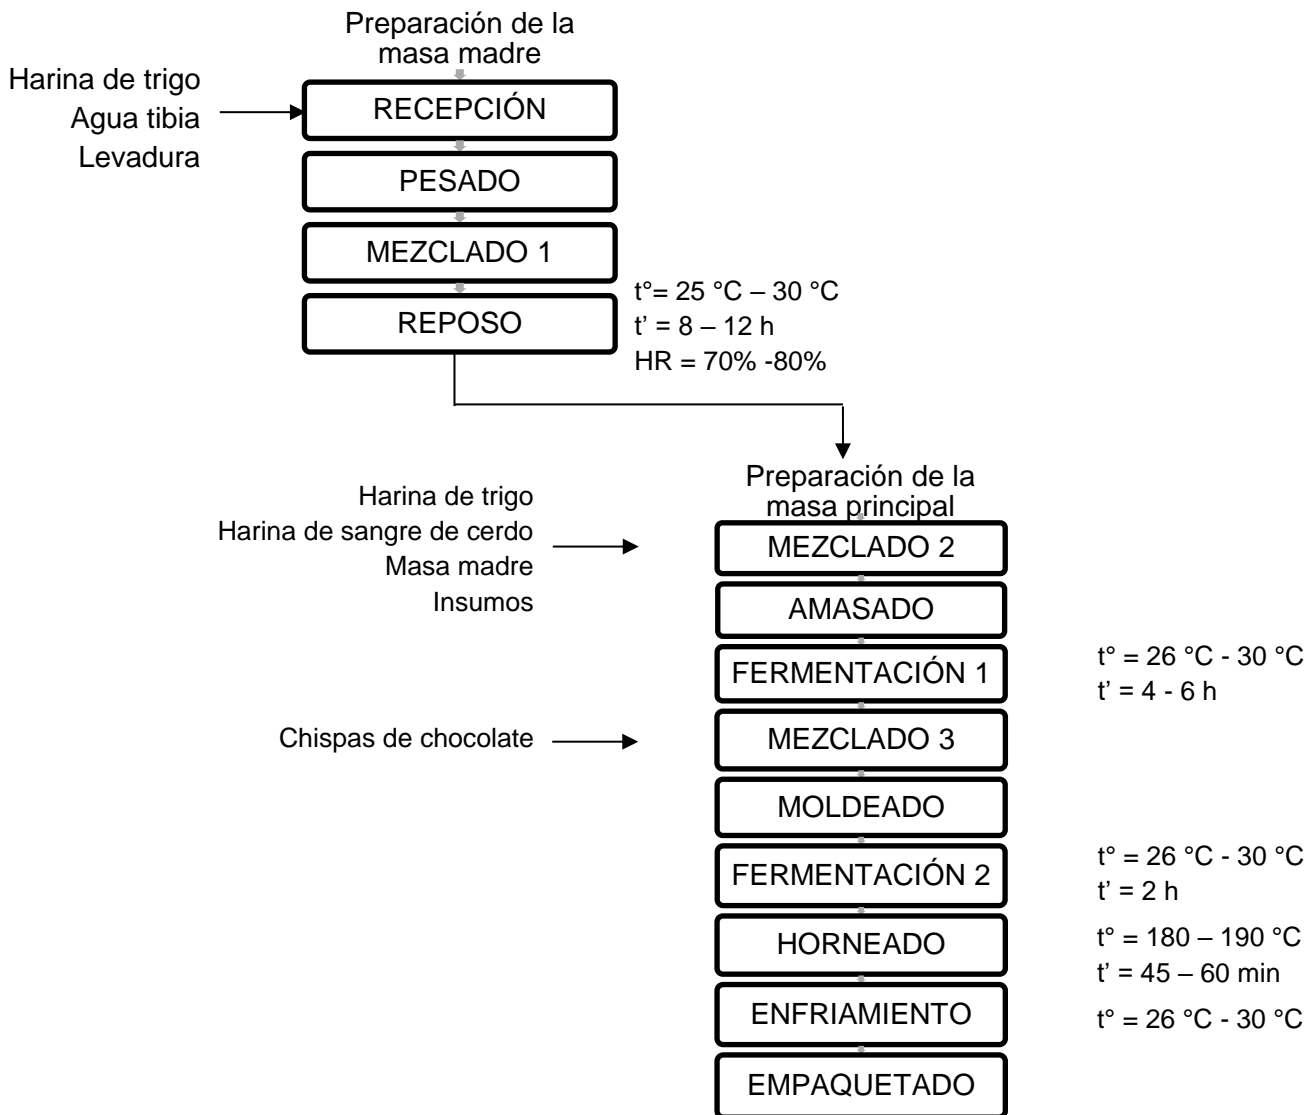 Preparación de la
masa madre
Harina de trigo
Agua tibia
Levadura
RECEPCIÓN
PESADO
MEZCLADO 1
REPOSO
t°= 25 °C – 30 °C
t’ = 8 – 12 h
HR = 70% -80%
Preparación de la
masa principal
Harina de trigo
Harina de sangre de cerdo
Masa madre
Insumos
MEZCLADO 2
AMASADO
FERMENTACIÓN 1
t° = 26 °C - 30 °C
t’ = 4 - 6 h
Chispas de chocolate
MEZCLADO 3
MOLDEADO
FERMENTACIÓN 2
t° = 26 °C - 30 °C
t’ = 2 h
HORNEADO
t° = 180 – 190 °C
t’ = 45 – 60 min
ENFRIAMIENTO
t° = 26 °C - 30 °C
EMPAQUETADO